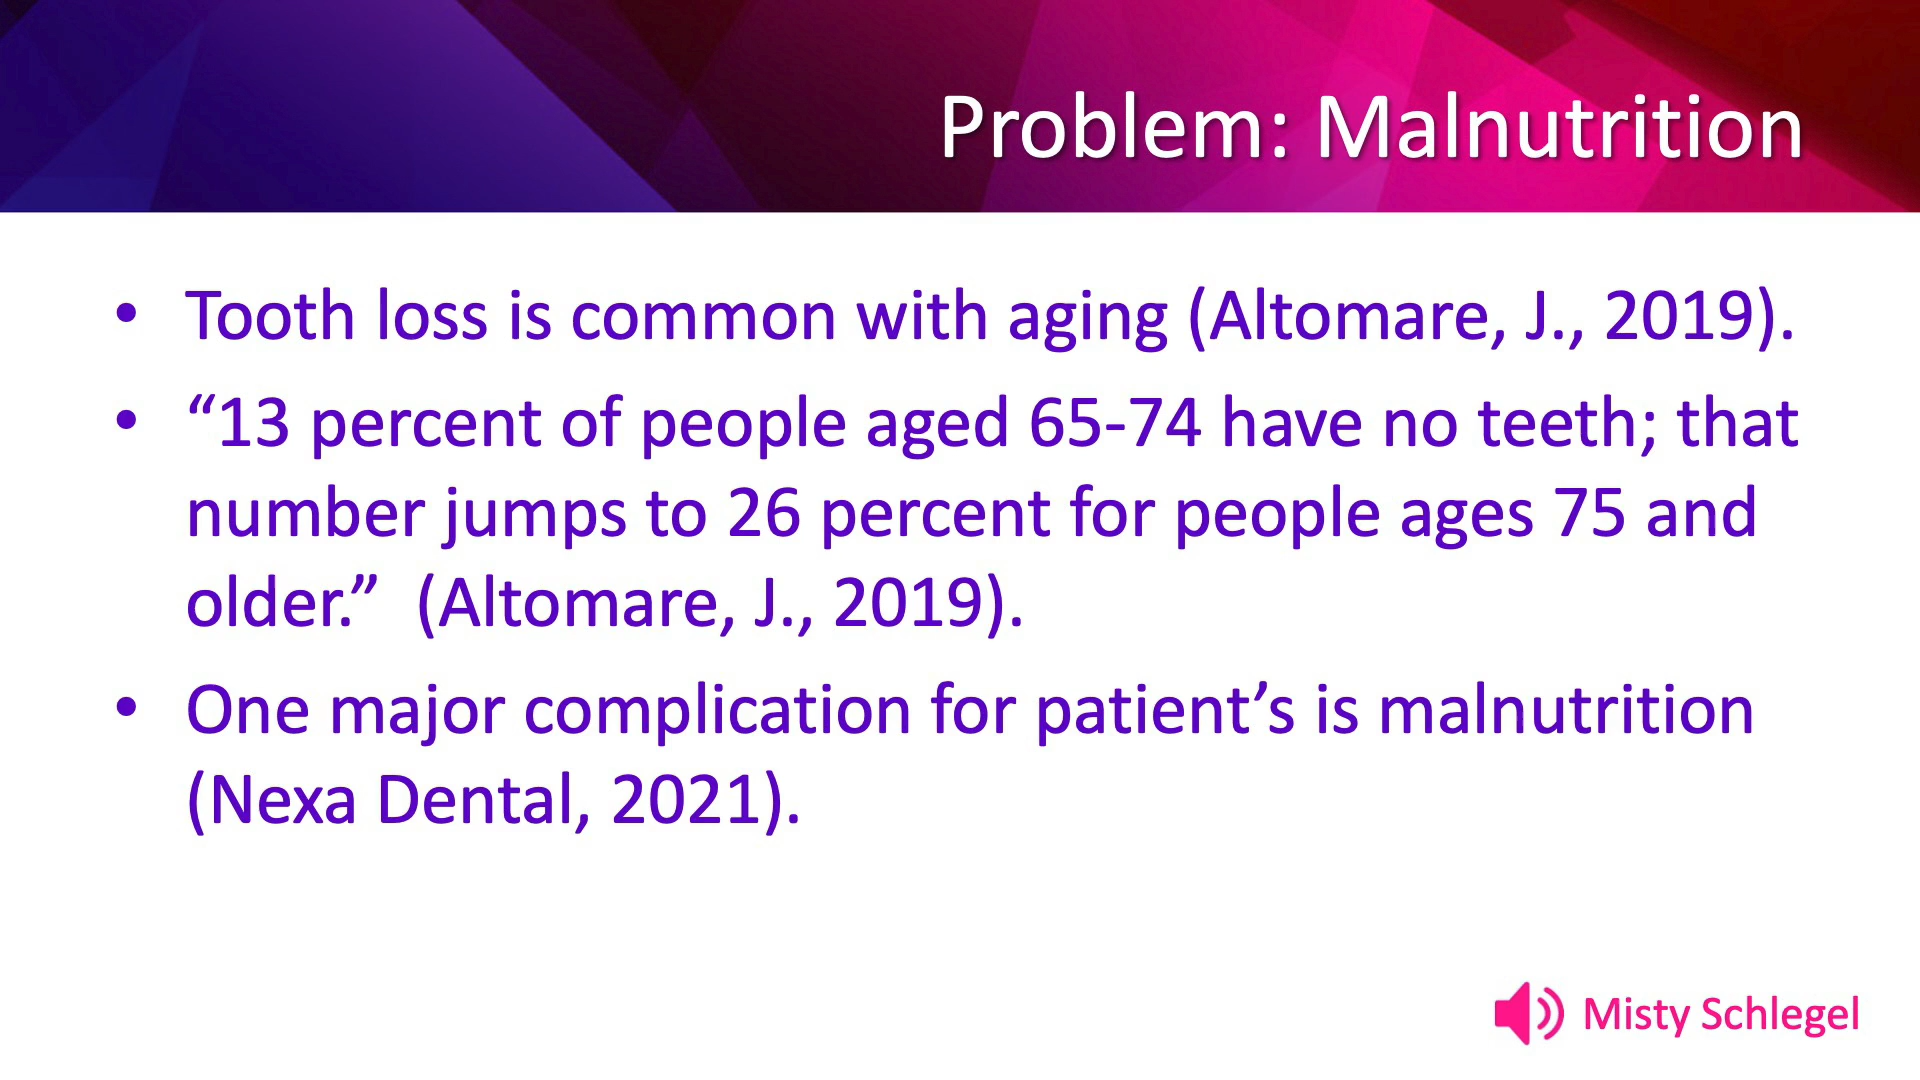 Problem: Malnutrition
• Tooth loss is common with aging (Altomare, J., 2019).
• “13 percent of people aged 65-74 have no teeth; that
number jumps to 26 percent for people ages 75 and
older.”  (Altomare, J., 2019).
• One major complication for patient’s is malnutrition
(Nexa Dental, 2021).
Misty Schlegel